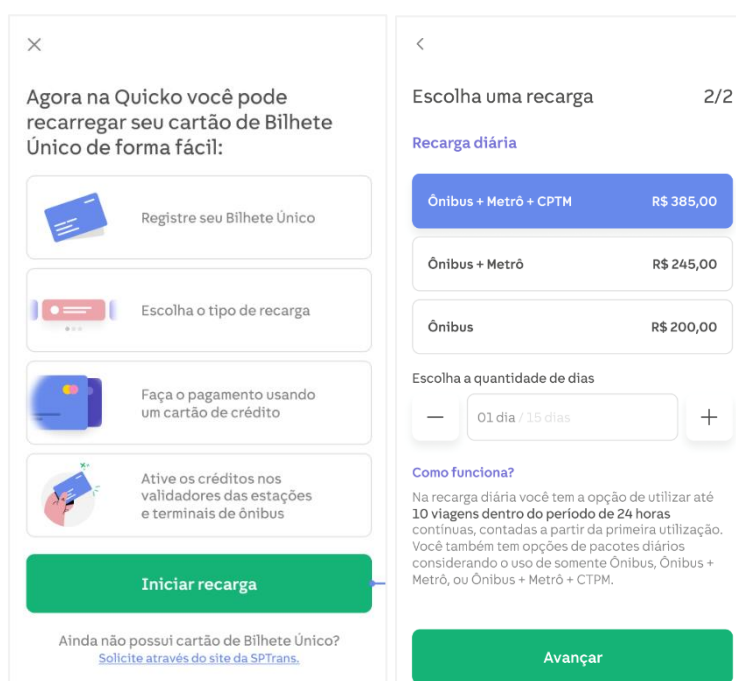 Agora na Quicko você pode
recarregar seu cartão de Bilhete
Único de forma fácil:
Registre seu Bilhete Único
Escolha o tipo de recarga
Faça o pagamento usando
um cartão de crédito
Ative os créditos nos
validadores das estações
e terminais de ônibus
Iniciar recarga
Ainda não possui cartão de Bilhete Único?
Solicite através do site da SPTrans.
Escolha uma recarga 2/2
Recarga diária
Ônibus + Metrô + CPTM R$ 385,00
Ônibus + Metrô R$ 245,00
Ônibus R$ 200,00
Escolha a quantidade de dias
01 dia / 15 dias
Como funciona?
Na recarga diária você tem a opção de utilizar até
10 viagens dentro do período de 24 horas
contínuas, contadas a partir da primeira utilização.
Você também tem opções de pacotes diários
considerando o uso de somente Ônibus, Ônibus +
Metrô, ou Ônibus + Metrô + CTPM.
Avançar